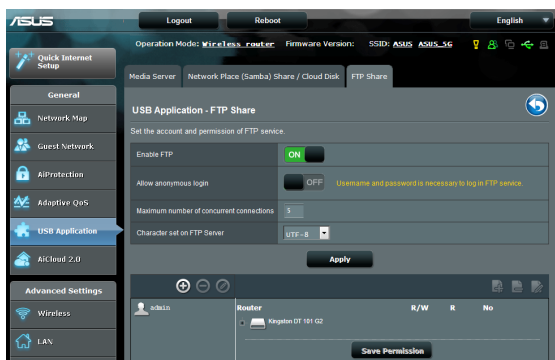 ASUS
Logout Reboot English
Operation Mode: Wireless router Firmware Version: SSID: ASUS ASUS_5G
Quick Internet
Setup
General
Network Map
Guest Network
AiProtection
Adaptive QoS
USB Application
AiCloud 2.0
Advanced Settings
Wireless
LAN
Media Server Network Place (Samba) Share / Cloud Disk FTP Share
USB Application - FTP Share
Set the account and permission of FTP service.
Enable FTP ON
Allow anonymous login OFF Username and password is necessary to log in FTP service.
Maximum number of concurrent connections 5
Character set on FTP Server UTF-8
Apply
admin Router R/W R No
Kingston DT 101 G2
Save Permission